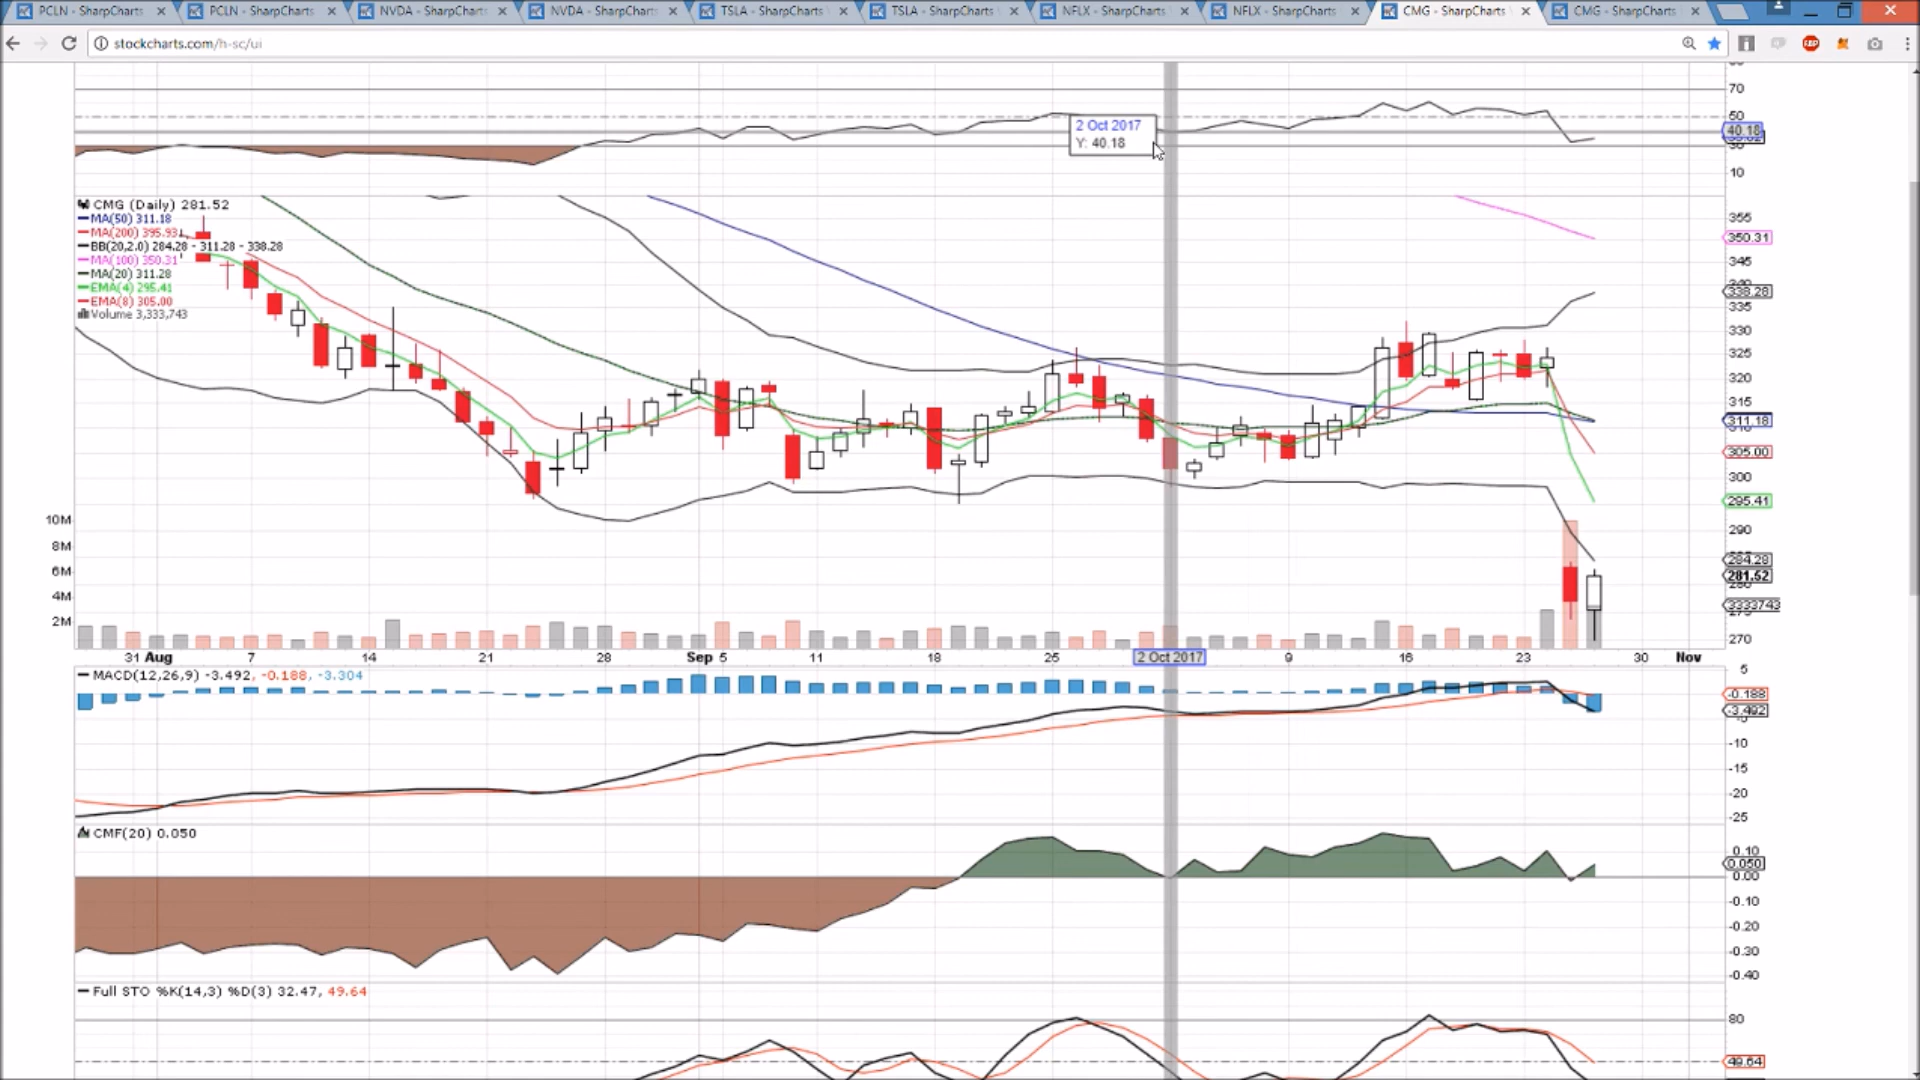 PCLN - SharpCharts
PCLN - SharpCharts
NVDA - SharpCharts
NVDA - SharpCharts
TSLA - SharpCharts
TSLA - SharpCharts
NFLX - SharpCharts
NFLX - SharpCharts
CMG - SharpCharts
CMG - SharpCharts
stockcharts.com/h-sc/ui
ABP
70
50
40.18
30
10
2 Oct 2017
Y: 40.18
CMG (Daily) 281.52
MA(50) 311.18
MA(200) 395.93
BB(20,2.0) 284.28 - 311.28 - 338.28
MA(100) 350.31
MA(20) 311.28
EMA(4) 295.41
EMA(8) 305.00
Volume 3,333,743
355
350.31
345
338.28
335
330
325
320
315
311.18
305.00
300
295.41
290
284.28
281.52
3333743
270
10M
8M
6M
4M
2M
31 Aug 7 14 21 28 Sep 5 11 18 25 2 Oct 2017 9 16 23 30 Nov
MACD(12,26,9) -3.492, -0.188, -3.304
5
-0.188
-3.492
-10
-15
-20
-25
CMF(20) 0.050
0.10
0.050
0.00
-0.10
-0.20
-0.30
-0.40
Full STO %K(14,3) %D(3) 32.47, 49.64
80
49.64